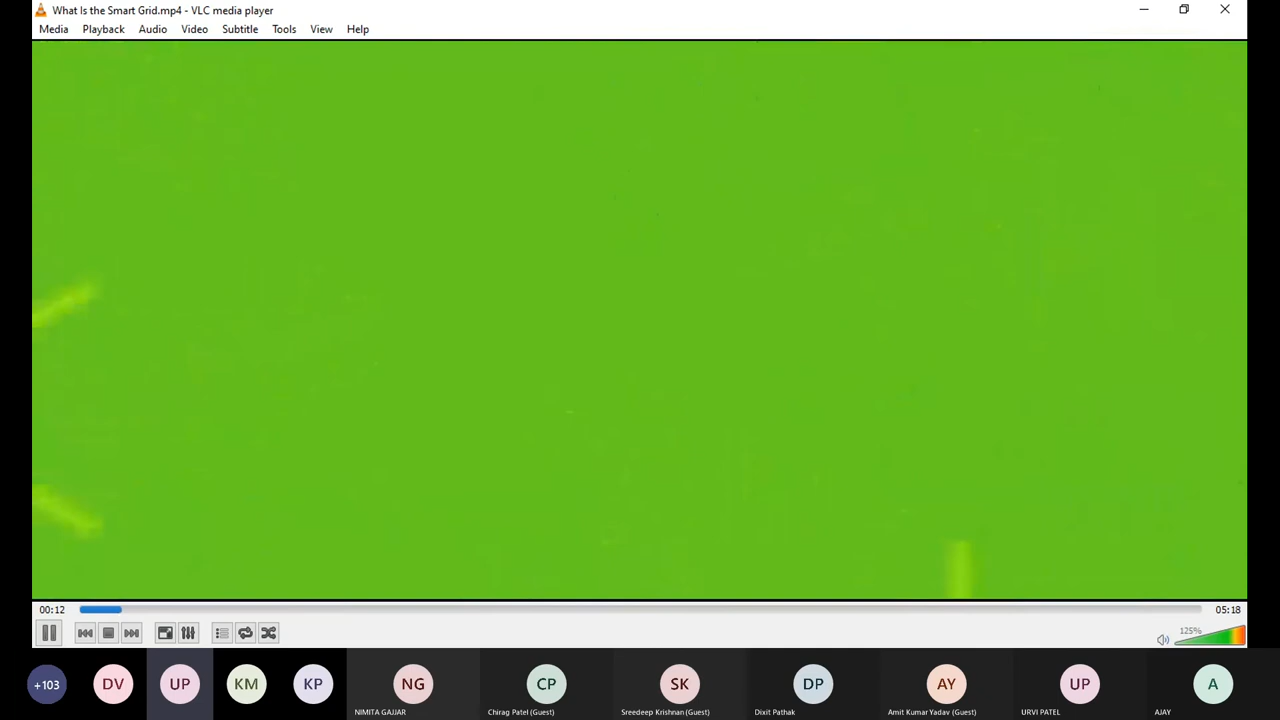 What Is the Smart Grid.mp4 - VLC media player
Media Playback Audio Video Subtitle Tools View Help
00:12 05:18
125%
+103 DV UP KM KP NG CP SK DP AY UP A
NIMITA GAJJAR Chirag Patel (Guest) Sreedeep Krishnan (Guest) Dixit Pathak Amit Kumar Yadav (Guest) URVI PATEL AJAY